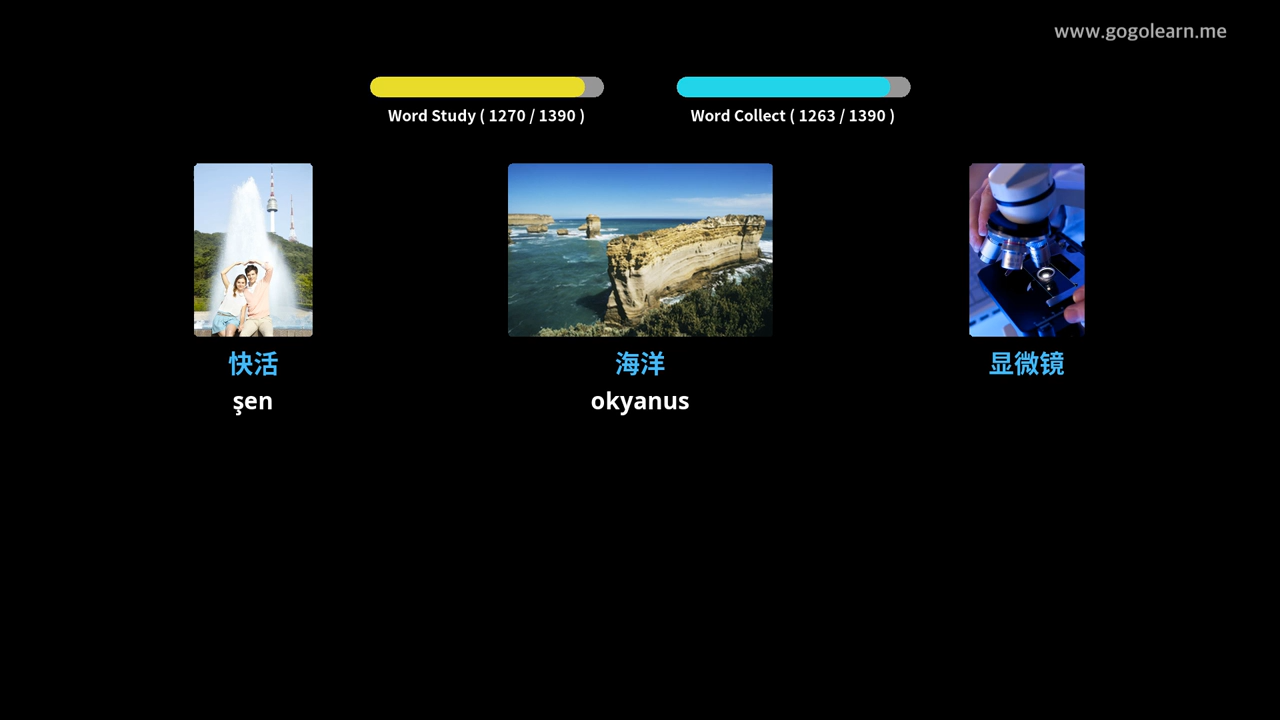 www.gogolearn.me
Word Study ( 1270 / 1390 )
Word Collect ( 1263 / 1390 )
快活
şen
海洋
okyanus
显微镜